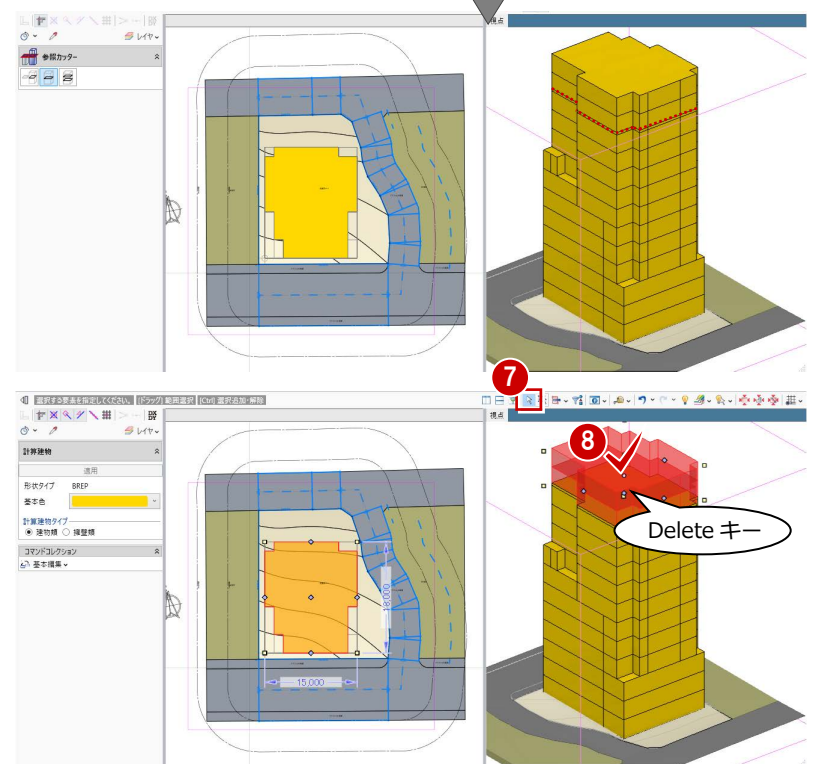 視点
レイヤ
参照カッター
7
選択する要素を指定してください。 [ドラッグ] 範囲選択 [Ctrl] 選択追加・解除
レイヤ
視点
8
計算建物
適用
形状タイプ BREP
基本色
Delete キー
計算建物タイプ
建物類 擁壁類
コマンドコレクション
基本編集
18,000
15,000